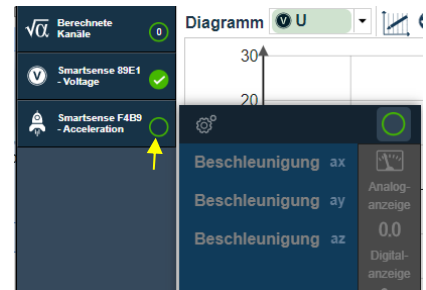 √α Berechnete
Kanäle 0
V Smartsense 89E1
- Voltage
Smartsense F4B9
- Acceleration
Diagramm V U
30
20
Beschleunigung ax
Beschleunigung ay
Beschleunigung az
Analog-
anzeige
0.0
Digital-
anzeige